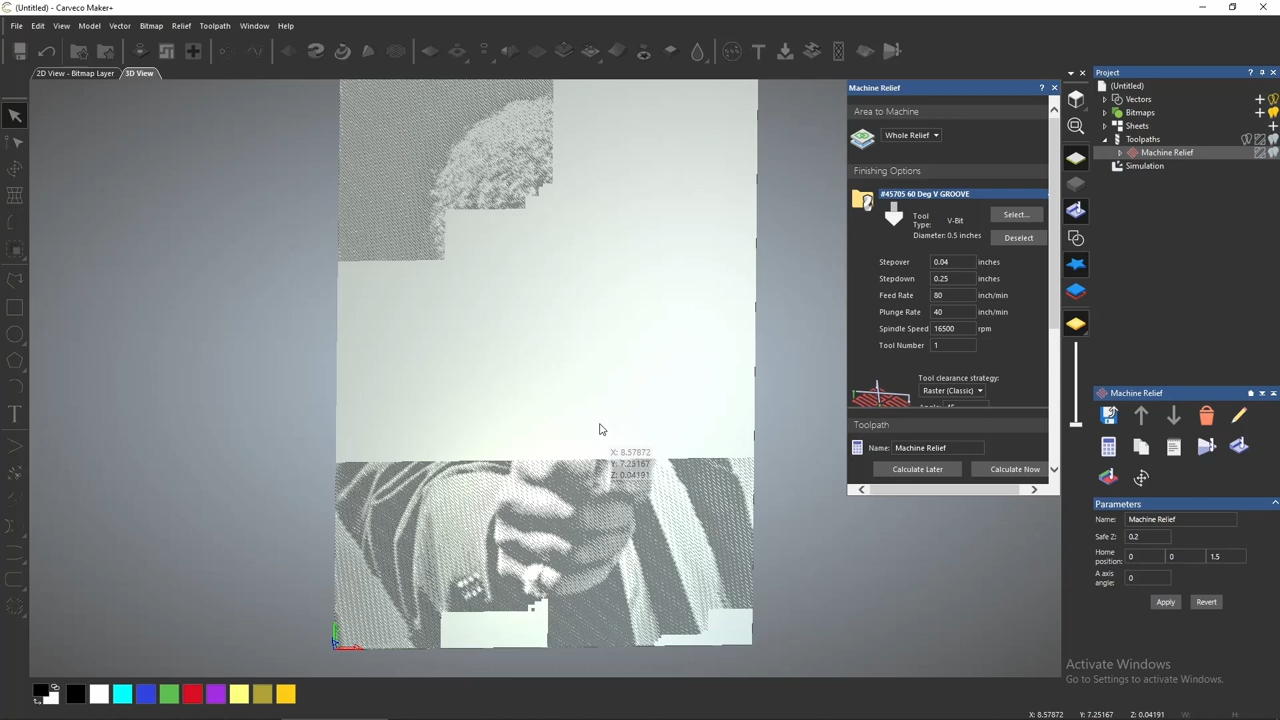 (Untitled) - Carveco Maker+
File Edit View Model Vector Bitmap Relief Toolpath Window Help
2D View - Bitmap Layer 3D View
Machine Relief
Area to Machine
Whole Relief
Finishing Options
#45705 60 Deg V GROOVE
Tool Type: V-Bit
Diameter: 0.5 inches
Select...
Deselect
Stepover 0.04 inches
Stepdown 0.25 inches
Feed Rate 80 inch/min
Plunge Rate 40 inch/min
Spindle Speed 16500 rpm
Tool Number 1
Tool clearance strategy:
Raster (Classic)
Toolpath
Name: Machine Relief
Calculate Later Calculate Now
X: 8.57872
Y: 7.25167
Z: 0.04191
Project
(Untitled)
Vectors
Bitmaps
Sheets
Toolpaths
Machine Relief
Simulation
Machine Relief
Parameters
Name: Machine Relief
Safe Z: 0.2
Home position: 0 0 1.5
A axis angle: 0
Apply Revert
Activate Windows
Go to Settings to activate Windows.
X: 8.57872 Y: 7.25167 Z: 0.04191 W: H: